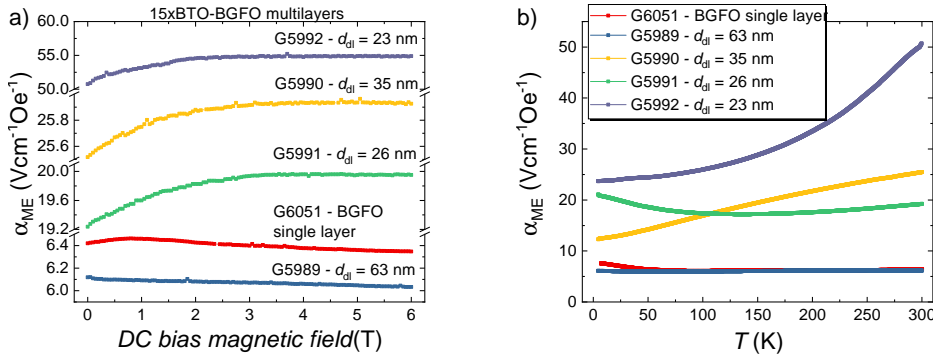 a)
15xBTO-BGFO multilayers
G5992 - d_dl = 23 nm
G5990 - d_dl = 35 nm
G5991 - d_dl = 26 nm
G6051 - BGFO
single layer
G5989 - d_dl = 63 nm
55.0
50.0
25.8
25.6
20.0
19.6
19.2
6.4
6.2
6.0
α_ME (Vcm⁻¹Oe⁻¹)
0 1 2 3 4 5 6
DC bias magnetic field(T)
b)
G6051 - BGFO single layer
G5989 - d_dl = 63 nm
G5990 - d_dl = 35 nm
G5991 - d_dl = 26 nm
G5992 - d_dl = 23 nm
50
40
30
20
10
0
α_ME (Vcm⁻¹Oe⁻¹)
0 50 100 150 200 250 300
T (K)